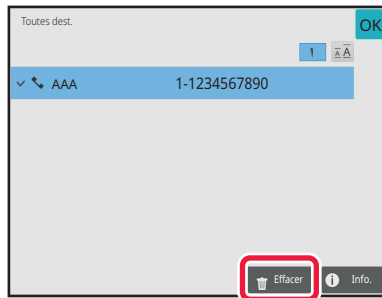 Toutes dest.
OK
1
A A
AAA 1-1234567890
Effacer
Info.